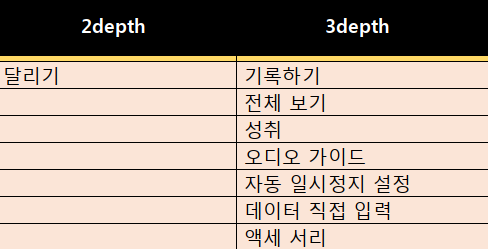 2depth 3depth
달리기 기록하기
전체 보기
성취
오디오 가이드
자동 일시정지 설정
데이터 직접 입력
액세 서리